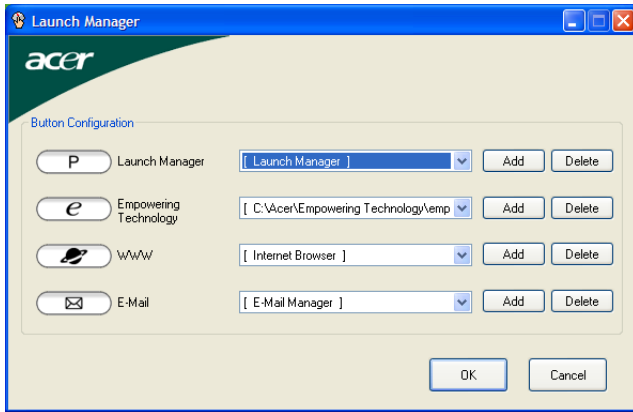 Launch Manager
acer
Button Configuration
P Launch Manager [ Launch Manager ] Add Delete
e Empowering Technology [ C:\Acer\Empowering Technology\emp Add Delete
WWW [ Internet Browser ] Add Delete
E-Mail [ E-Mail Manager ] Add Delete
OK Cancel